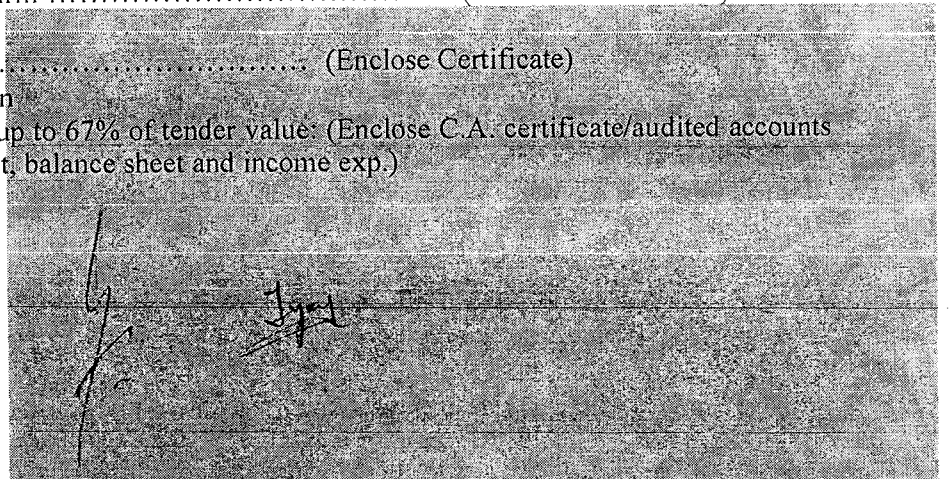 .............................. (Enclose Certificate)
n
up to 67% of tender value: (Enclose C.A. certificate/audited accounts
t, balance sheet and income exp.)